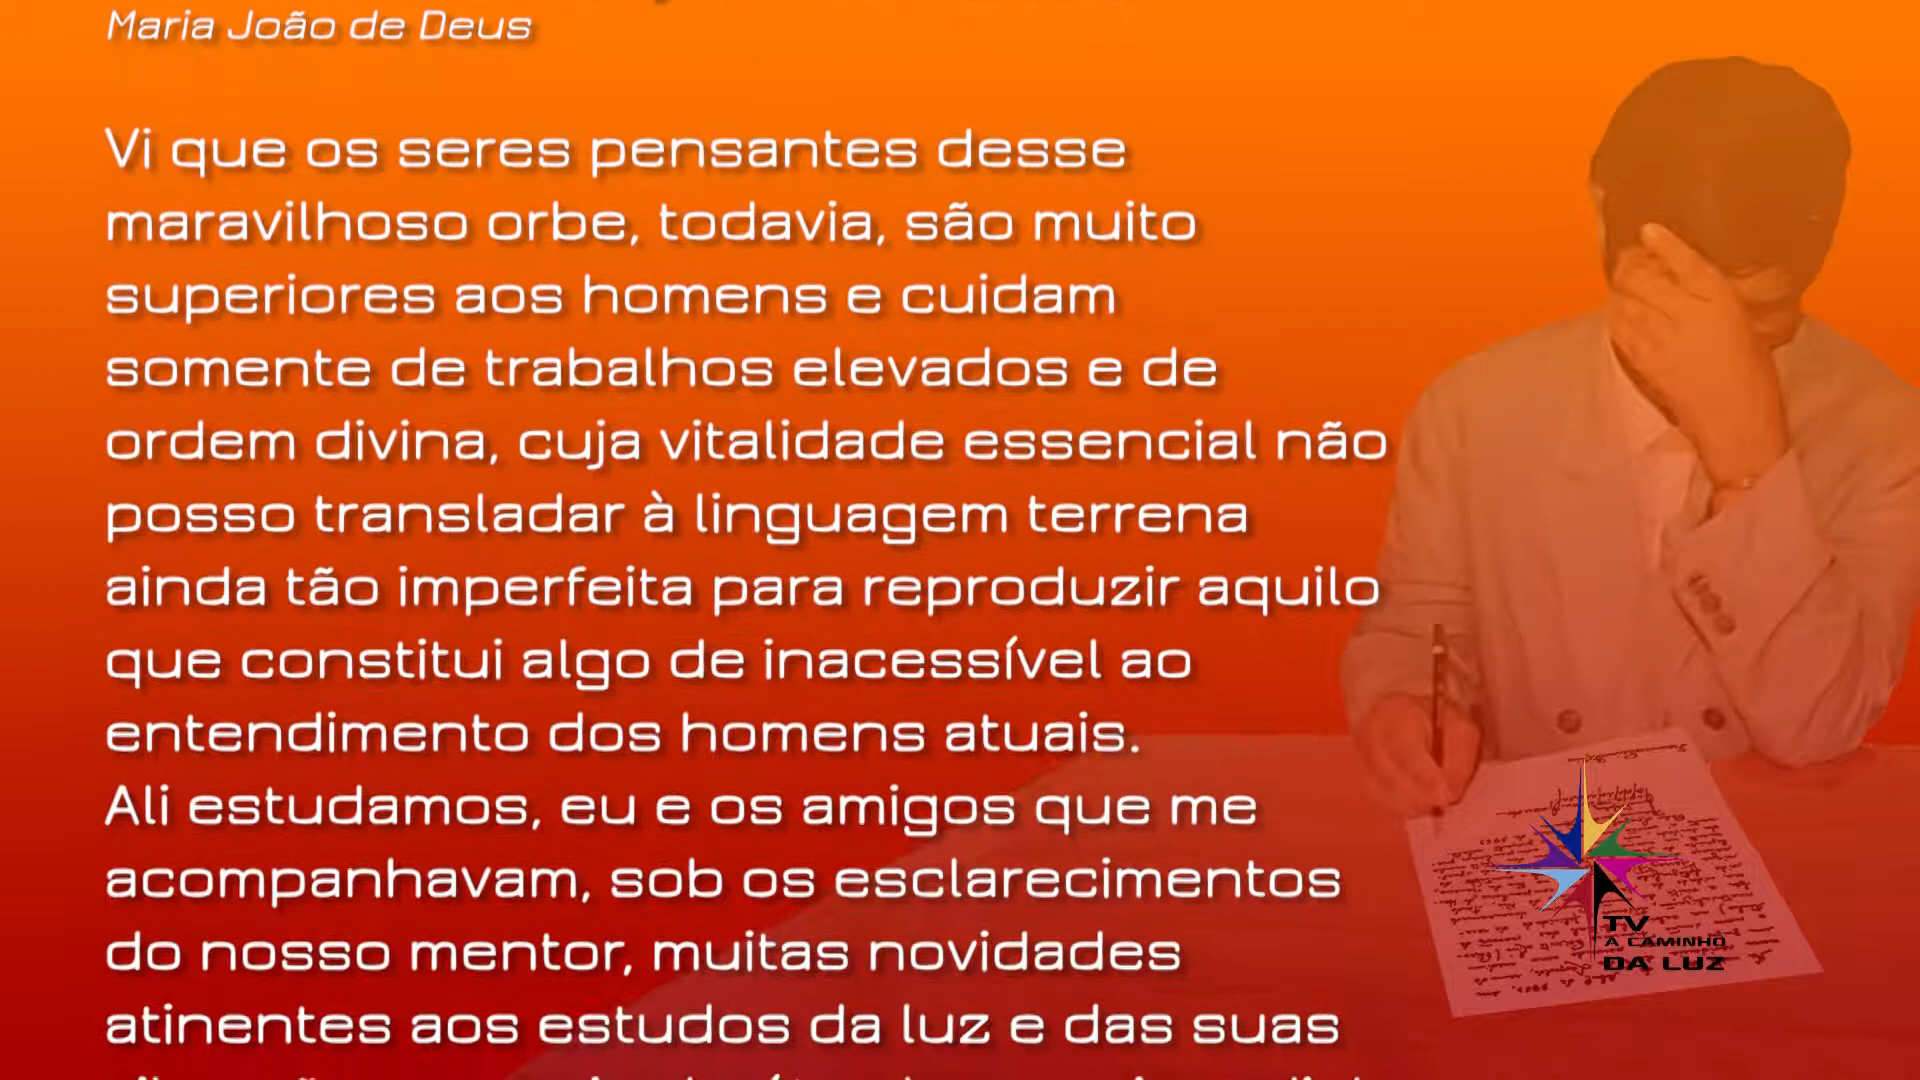 Maria João de Deus
Vi que os seres pensantes desse
maravilhoso orbe, todavia, são muito
superiores aos homens e cuidam
somente de trabalhos elevados e de
ordem divina, cuja vitalidade essencial não
posso transladar à linguagem terrena
ainda tão imperfeita para reproduzir aquilo
que constitui algo de inacessível ao
entendimento dos homens atuais.
Ali estudamos, eu e os amigos que me
acompanhavam, sob os esclarecimentos
do nosso mentor, muitas novidades
atinentes aos estudos da luz e das suas
TV
A CAMINHO
DA LUZ